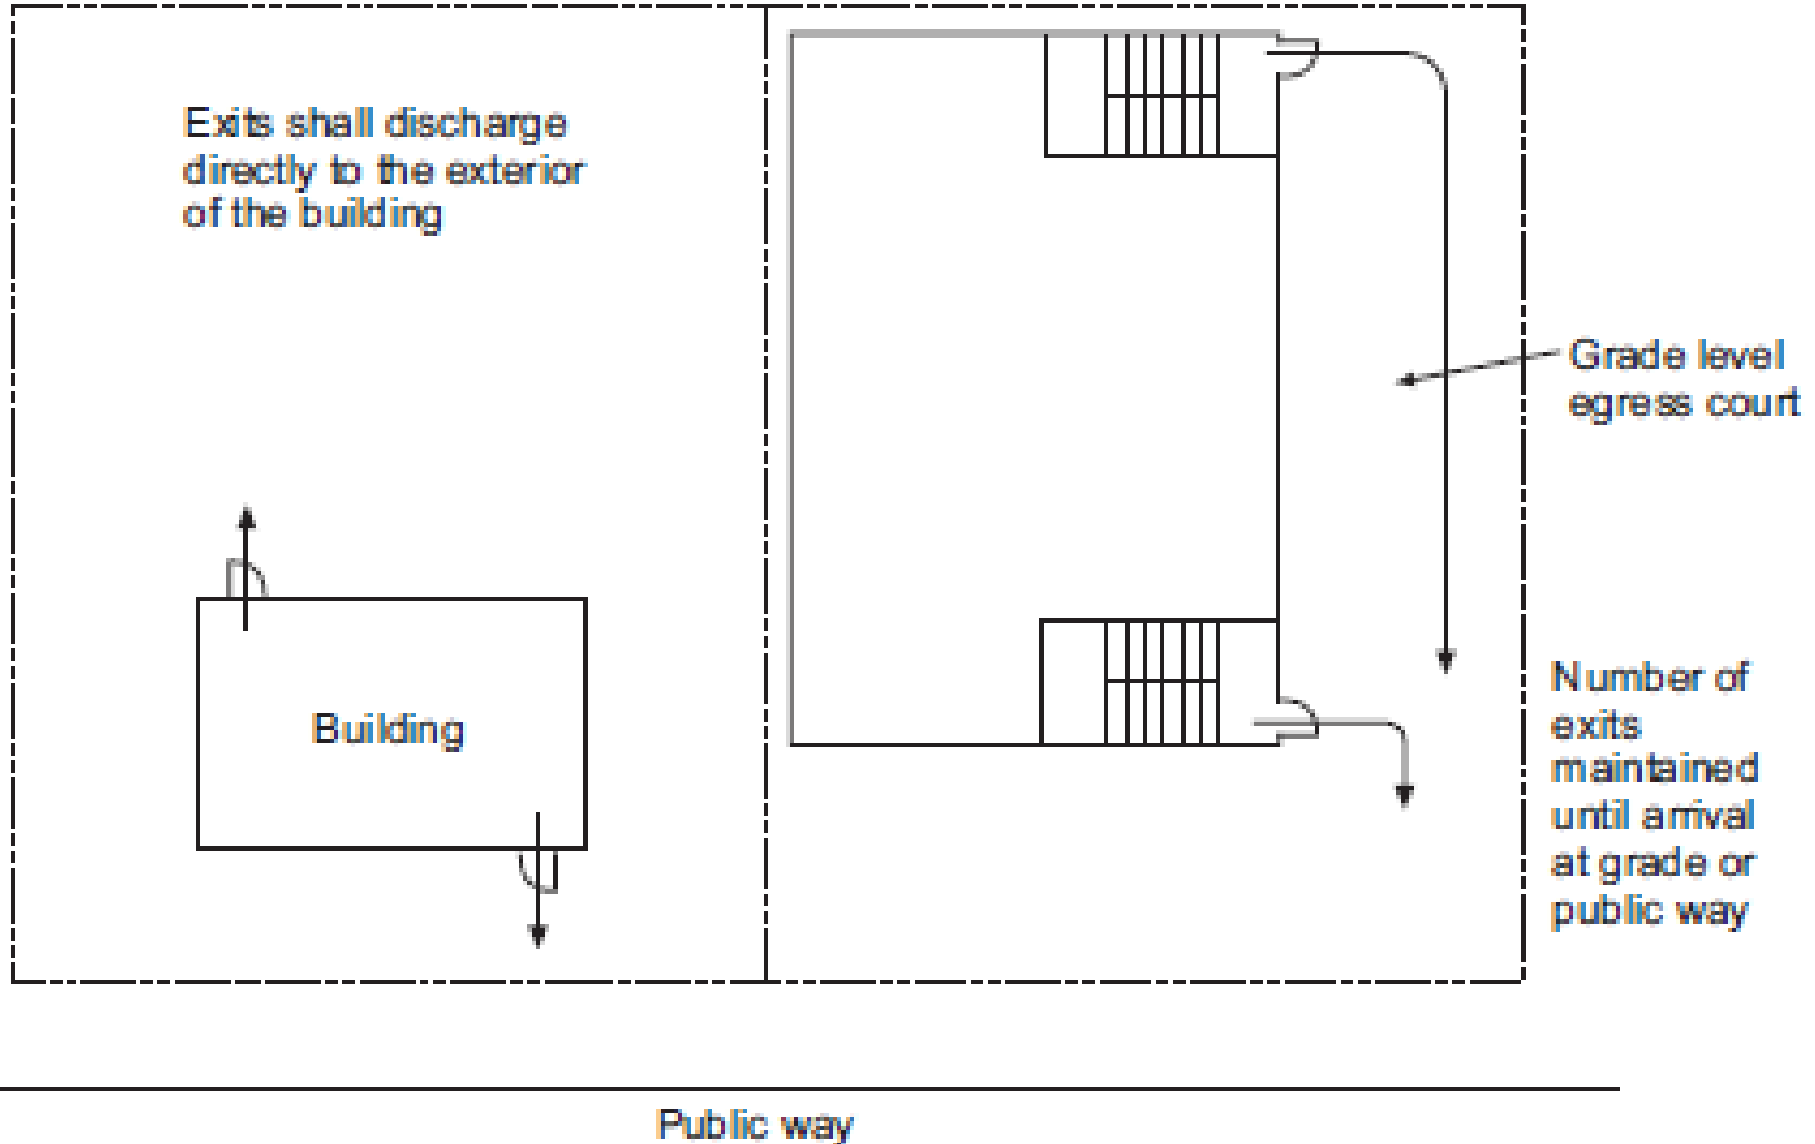 Exits shall discharge
directly to the exterior
of the building
Grade level
egress court
Building
Number of
exits
maintained
until arrival
at grade or
public way
Public way